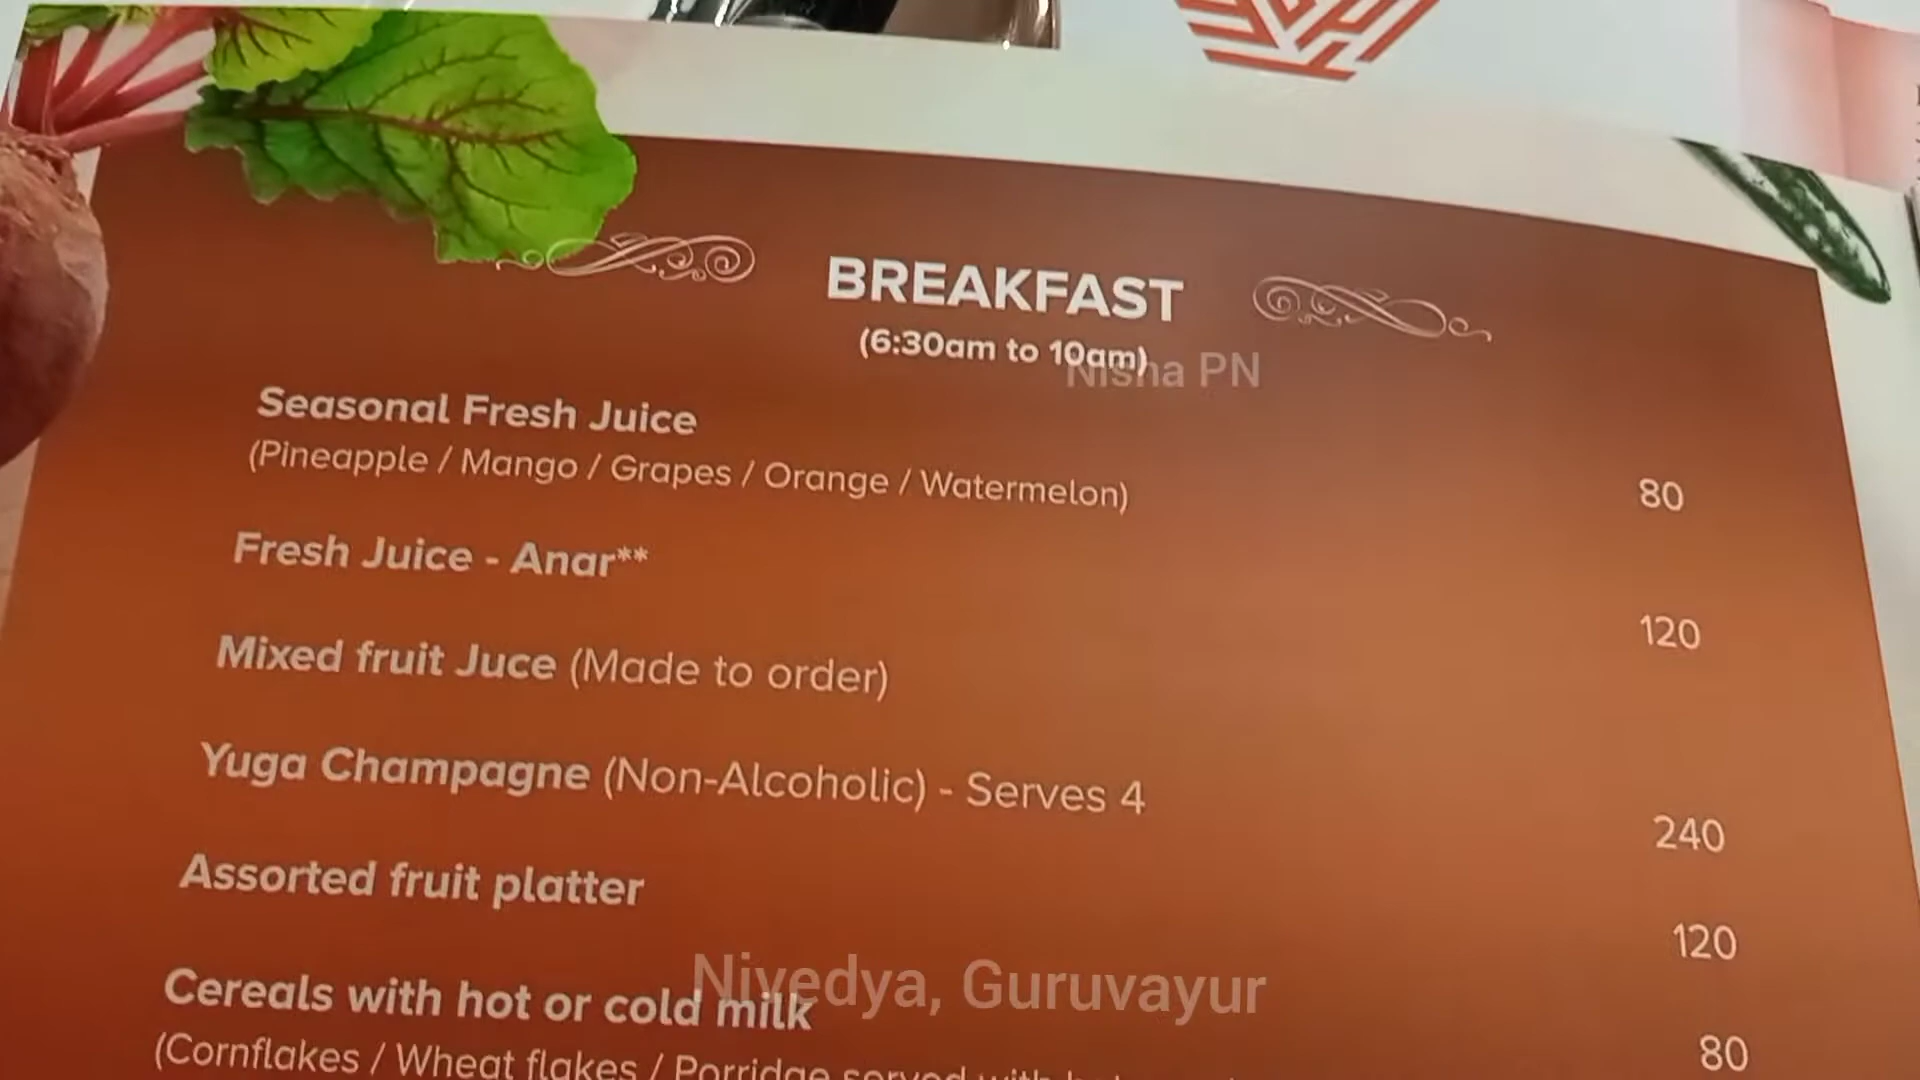 BREAKFAST
(6:30am to 10am)
Nisha PN
Seasonal Fresh Juice
(Pineapple / Mango / Grapes / Orange / Watermelon)
80
Fresh Juice - Anar**
120
Mixed fruit Juce (Made to order)
Yuga Champagne (Non-Alcoholic) - Serves 4
240
Assorted fruit platter
120
Nivedya, Guruvayur
Cereals with hot or cold milk
80
(Cornflakes / Wheat flakes / Porridge served with